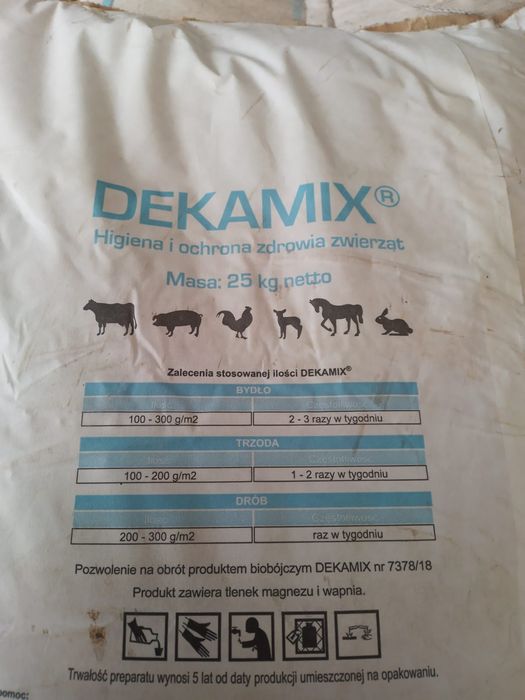 DEKAMIX®
Higiena i ochrona zdrowia zwierząt
Masa: 25 kg netto
Zalecenia stosowanej ilości DEKAMIX®
BYDŁO
Ilość Częstotliwość
100 - 300 g/m2 2 - 3 razy w tygodniu
TRZODA
Ilość Częstotliwość
100 - 200 g/m2 1 - 2 razy w tygodniu
DRÓB
Ilość Częstotliwość
200 - 300 g/m2 raz w tygodniu
Pozwolenie na obrót produktem biobójczym DEKAMIX nr 7378/18
Produkt zawiera tlenek magnezu i wapnia.
Trwałość preparatu wynosi 5 lat od daty produkcji umieszczonej na opakowaniu.
pomoc: